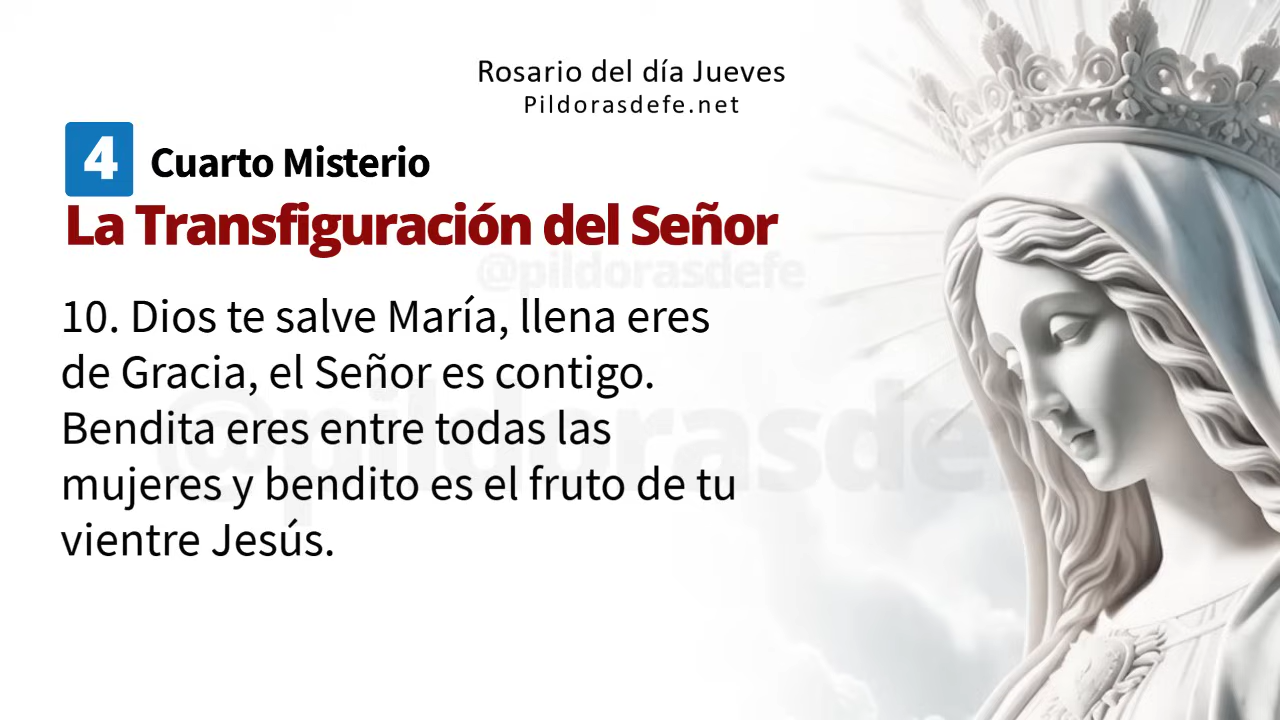 Rosario del día Jueves
Pildorasdefe.net
4 Cuarto Misterio
La Transfiguración del Señor
@pildorasdefe
10. Dios te salve María, llena eres
de Gracia, el Señor es contigo.
Bendita eres entre todas las
mujeres y bendito es el fruto de tu
vientre Jesús.
@pildorasde